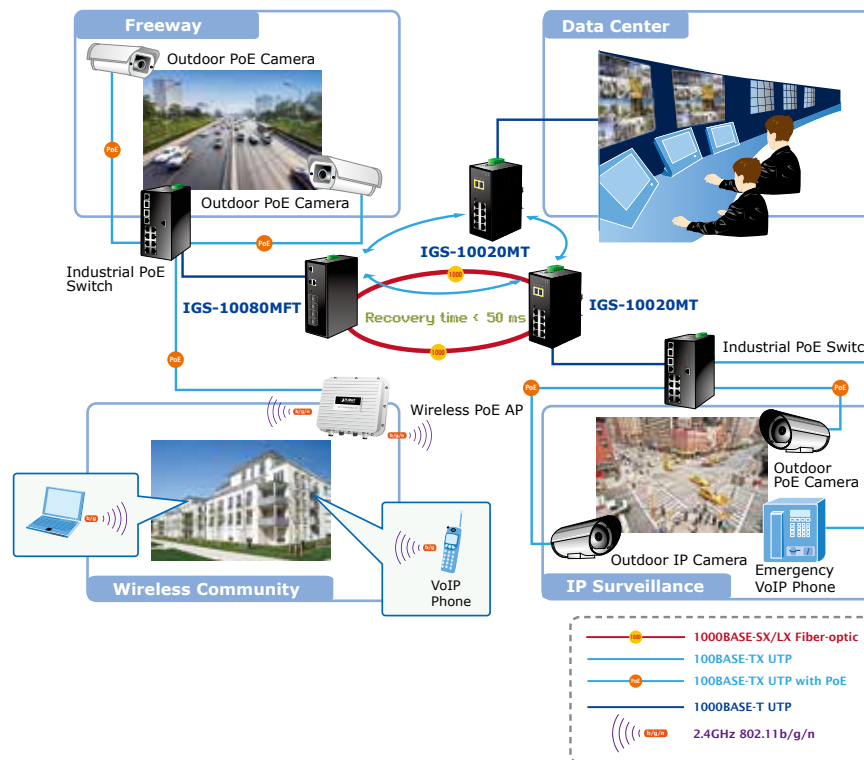 Freeway
Data Center
Outdoor PoE Camera
PoE
Outdoor PoE Camera
PoE
IGS-10020MT
Industrial PoE
Switch
IGS-10080MFT
1000
IGS-10020MT
Recovery time < 50 ms
1000
Industrial PoE Switc
PoE
PoE
PoE
b/g/n
Wireless PoE AP
b/g/n
Outdoor
PoE Camera
b/g
b/g
Outdoor IP Camera
Emergency
VoIP Phone
VoIP
Phone
Wireless Community
IP Surveillance
1000
1000BASE-SX/LX Fiber-optic
100BASE-TX UTP
PoE
100BASE-TX UTP with PoE
1000BASE-T UTP
b/g/n
2.4GHz 802.11b/g/n